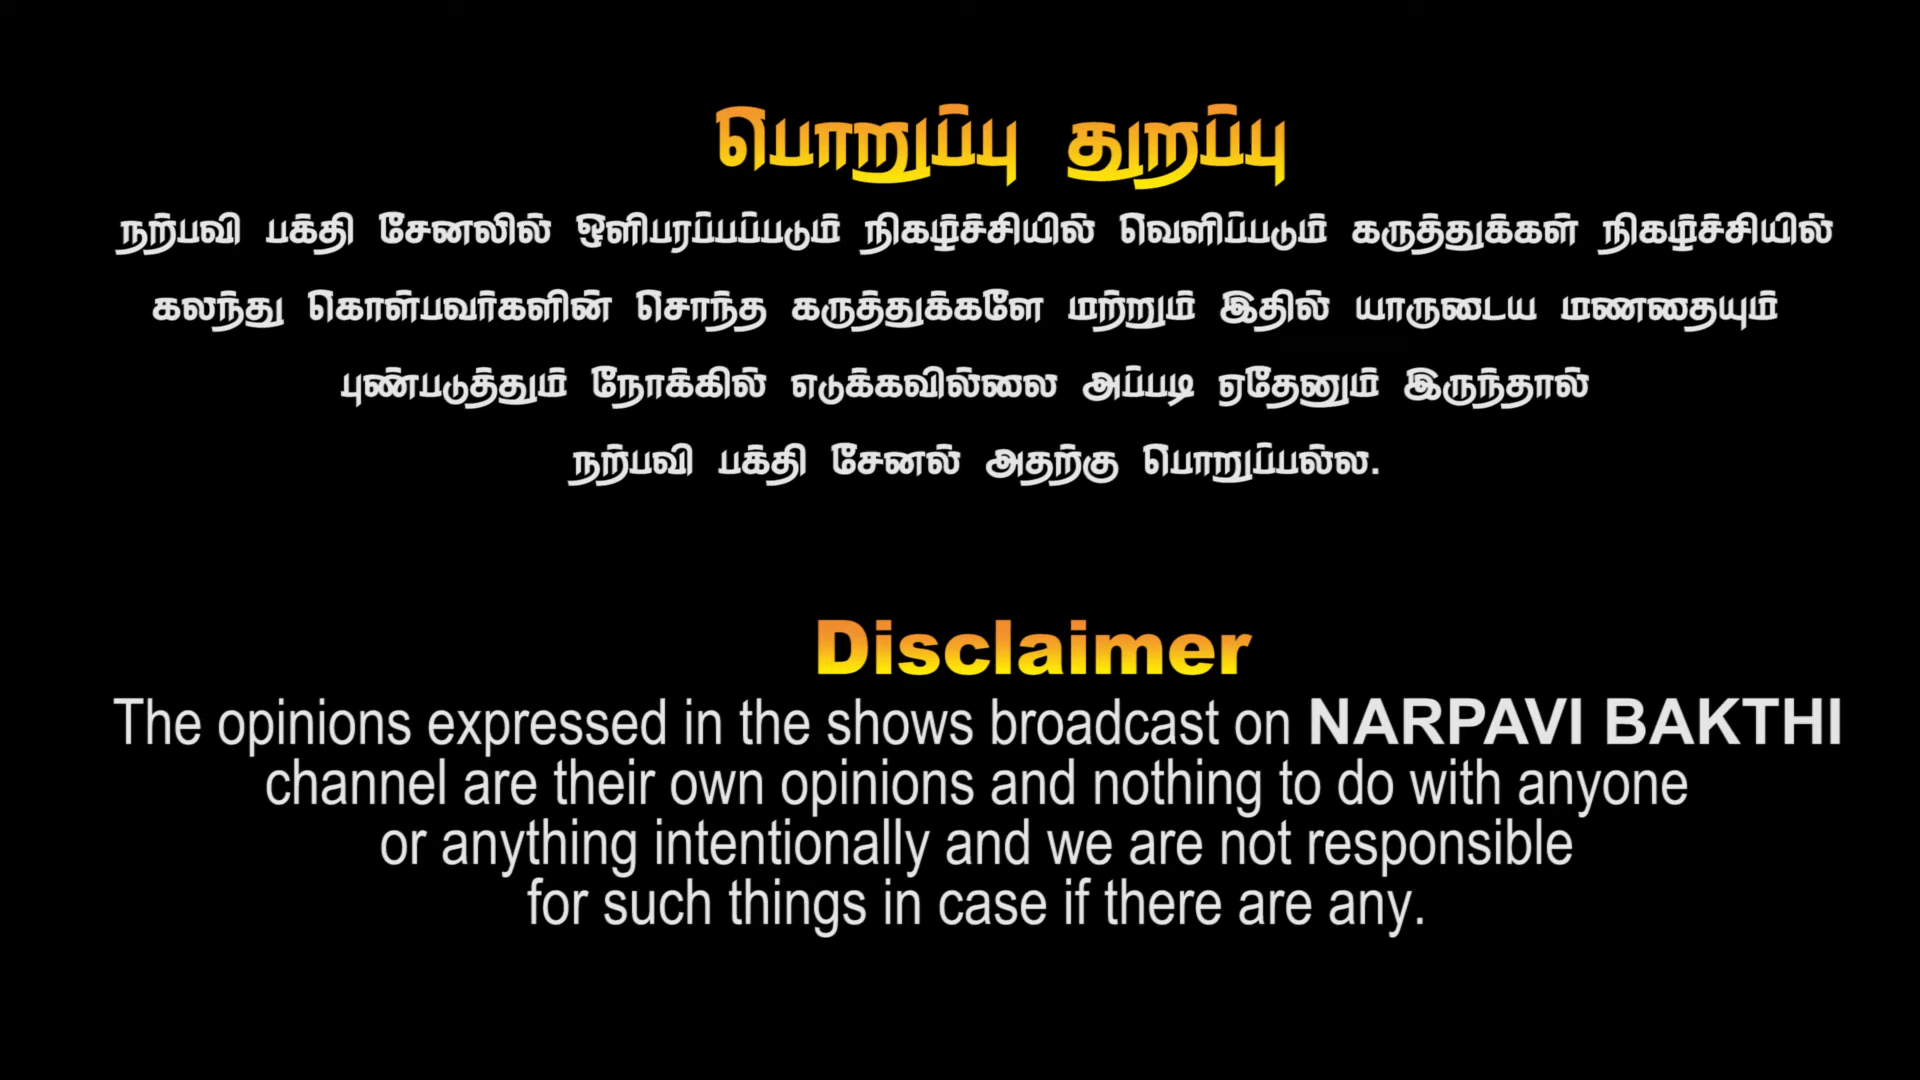 பொறுப்பு துறப்பு
நற்பவி பக்தி சேனலில் ஒளிபரப்பப்படும் நிகழ்ச்சியில் வெளிப்படும் கருத்துக்கள் நிகழ்ச்சியில்
கலந்து கொள்பவர்களின் சொந்த கருத்துக்களே மற்றும் இதில் யாருடைய மணதையும்
புண்படுத்தும் நோக்கில் எடுக்கவில்லை அப்படி ஏதேனும் இருந்தால்
நற்பவி பக்தி சேனல் அதற்கு பொறுப்பல்ல.
Disclaimer
The opinions expressed in the shows broadcast on NARPAVI BAKTHI
channel are their own opinions and nothing to do with anyone
or anything intentionally and we are not responsible
for such things in case if there are any.